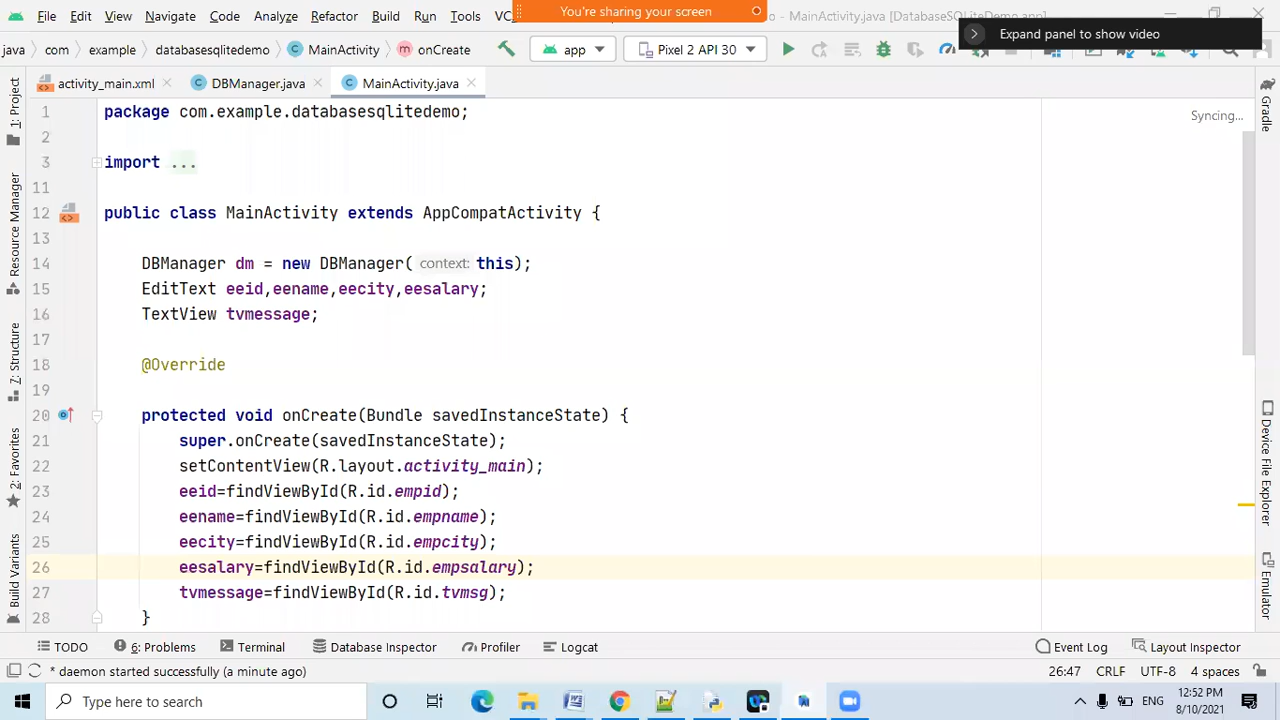 File Edit View Navigate Code Analyze Refactor Build Run Tools VC
You're sharing your screen
- MainActivity.java [DatabaseSQLiteDemo.app]
Expand panel to show video
java com example databasesqlitedemo MainActivity onCreate app Pixel 2 API 30
activity_main.xml DBManager.java MainActivity.java
1 package com.example.databasesqlitedemo;
Syncing...
2
3 import ...
11
12 public class MainActivity extends AppCompatActivity {
13
14 DBManager dm = new DBManager( context: this);
15 EditText eeid,eename,eecity,eesalary;
16 TextView tvmessage;
17
18 @Override
19
20 protected void onCreate(Bundle savedInstanceState) {
21 super.onCreate(savedInstanceState);
22 setContentView(R.layout.activity_main);
23 eeid=findViewById(R.id.empid);
24 eename=findViewById(R.id.empname);
25 eecity=findViewById(R.id.empcity);
26 eesalary=findViewById(R.id.empsalary);
27 tvmessage=findViewById(R.id.tvmsg);
28 }
1: Project
Resource Manager
7: Structure
2: Favorites
Build Variants
Gradle
Device File Explorer
Emulator
TODO 6: Problems Terminal Database Inspector Profiler Logcat Event Log Layout Inspector
* daemon started successfully (a minute ago) 26:47 CRLF UTF-8 4 spaces
Type here to search
ENG
12:52 PM
8/10/2021